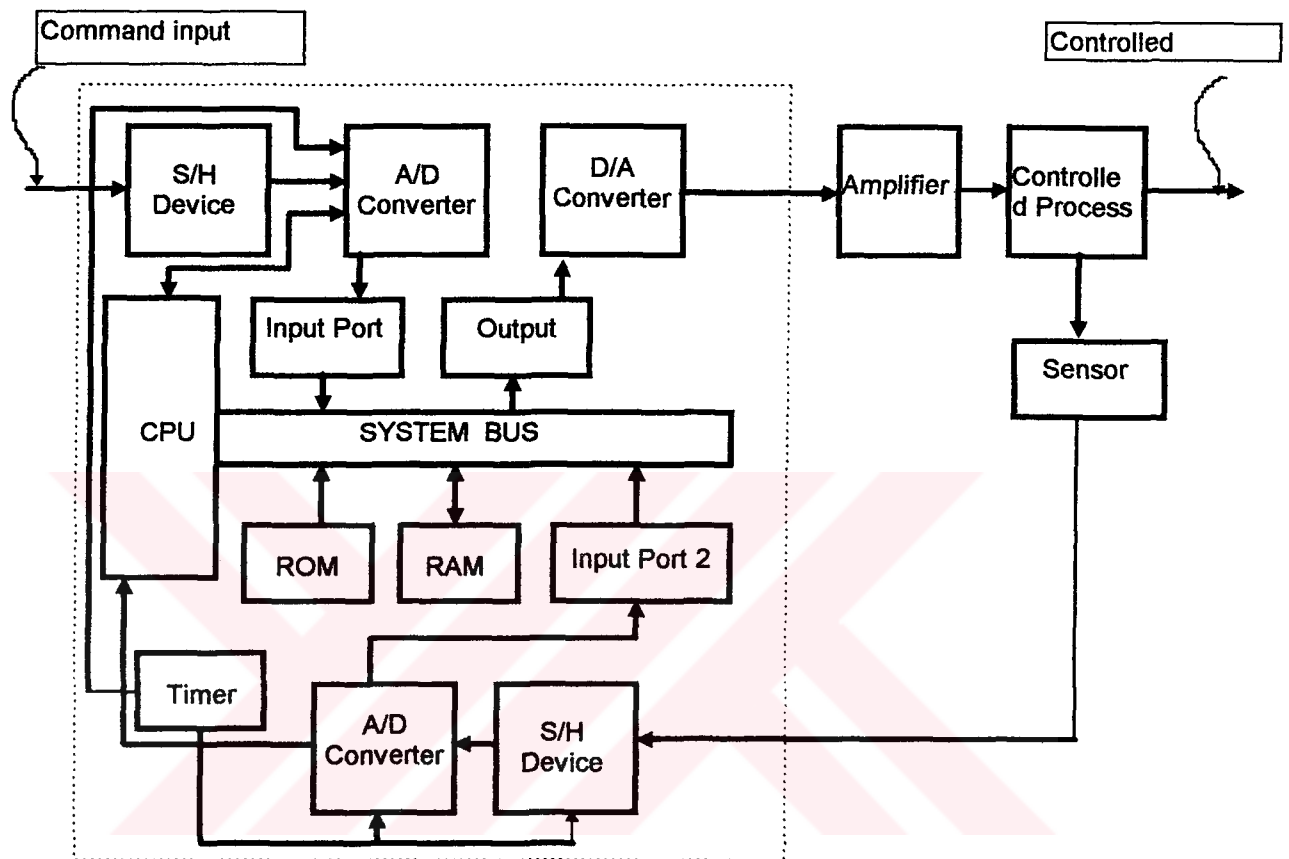 Command input
Controlled
S/H
Device
A/D
Converter
D/A
Converter
Amplifier
Controlle
d Process
Input Port
Output
Sensor
CPU
SYSTEM BUS
ROM
RAM
Input Port 2
Timer
A/D
Converter
S/H
Device